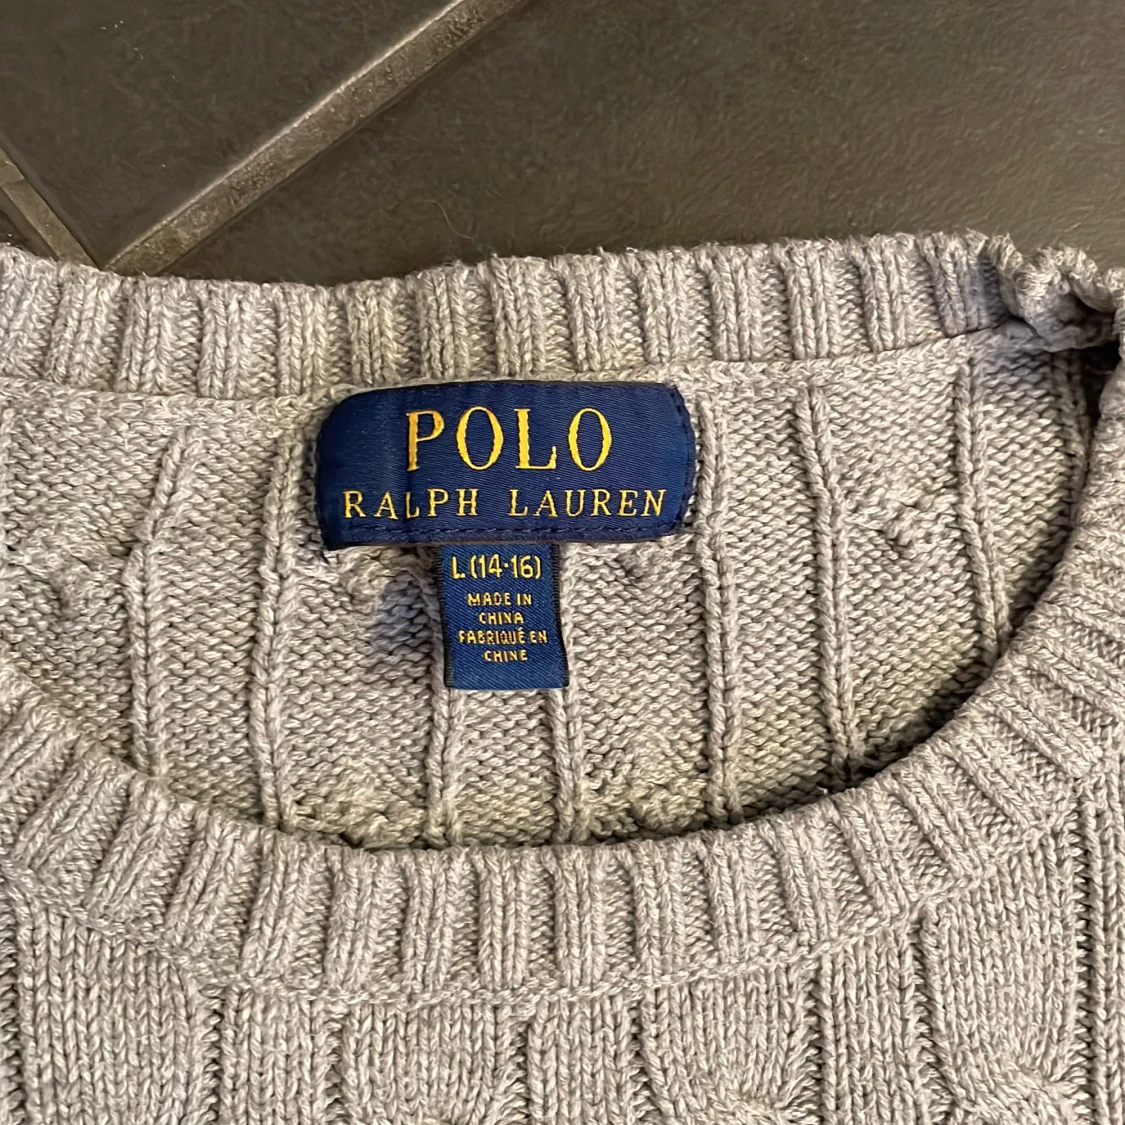 POLO
RALPH LAUREN
L (14-16)
MADE IN
CHINA
FABRIQUÉ EN
CHINE